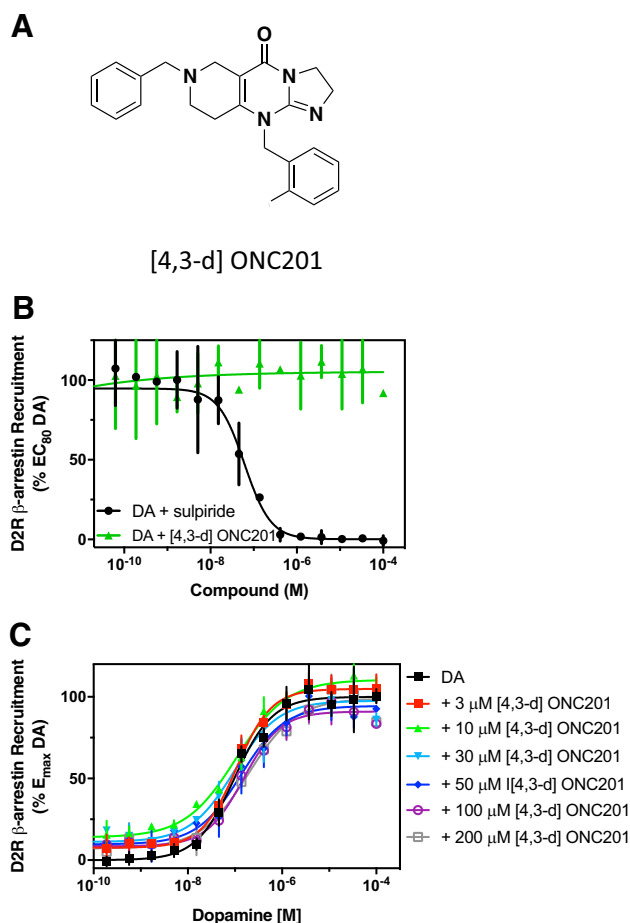 A
O
N
N
N
N
[4,3-d] ONC201
B
D2R β-arrestin Recruitment
(% EC80 DA)
100
50
0
DA + sulpiride
DA + [4,3-d] ONC201
10-10
10-8
10-6
10-4
Compound (M)
C
D2R β-arrestin Recruitment
(% Emax DA)
100
50
0
10-10
10-8
10-6
10-4
Dopamine [M]
DA
+ 3 μM [4,3-d] ONC201
+ 10 μM [4,3-d] ONC201
+ 30 μM [4,3-d] ONC201
+ 50 μM l[4,3-d] ONC201
+ 100 μM [4,3-d] ONC201
+ 200 μM [4,3-d] ONC201